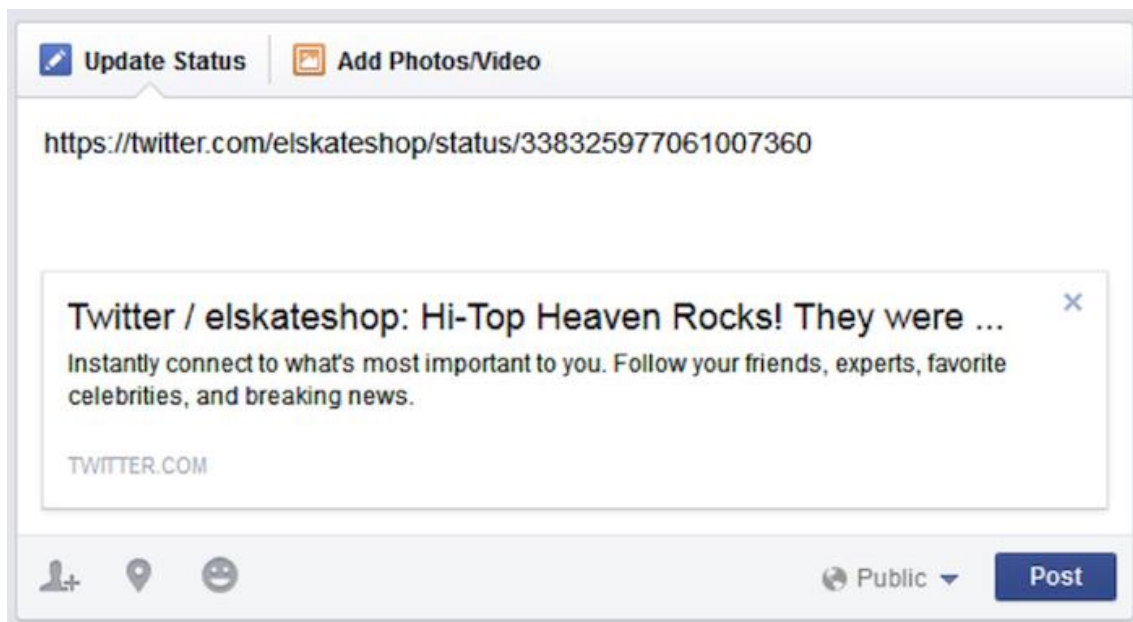 Update Status
Add Photos/Video
https://twitter.com/elskateshop/status/338325977061007360
Twitter / elskateshop: Hi-Top Heaven Rocks! They were ...
Instantly connect to what's most important to you. Follow your friends, experts, favorite
celebrities, and breaking news.
TWITTER.COM
Public
Post